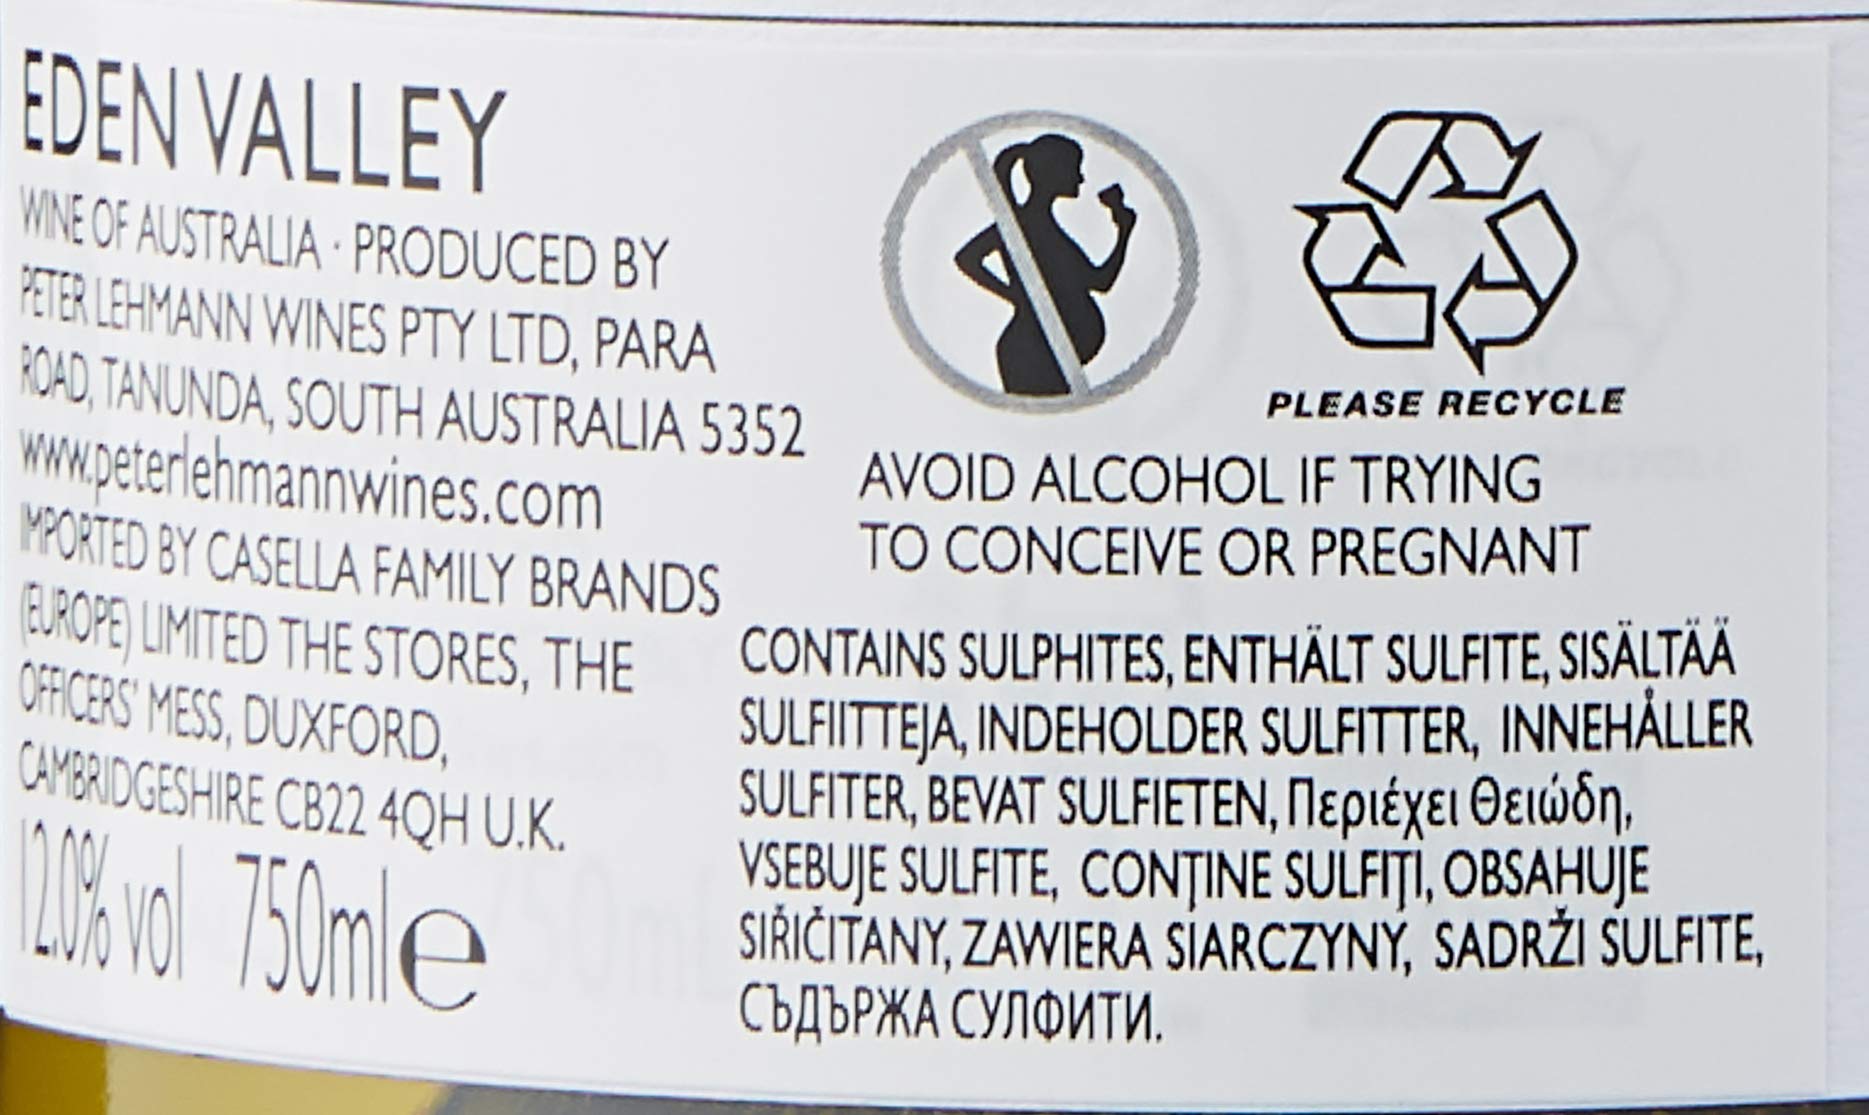 EDEN VALLEY
WINE OF AUSTRALIA · PRODUCED BY
PETER LEHMANN WINES PTY LTD, PARA
ROAD, TANUNDA, SOUTH AUSTRALIA 5352
www.peterlehmannwines.com
IMPORTED BY CASELLA FAMILY BRANDS
(EUROPE) LIMITED THE STORES, THE
OFFICERS' MESS, DUXFORD,
CAMBRIDGESHIRE CB22 4QH U.K.
12.0% vol 750ml e
PLEASE RECYCLE
AVOID ALCOHOL IF TRYING
TO CONCEIVE OR PREGNANT
CONTAINS SULPHITES, ENTHÄLT SULFITE, SISÄLTÄÄ
SULFIITTEJA, INDEHOLDER SULFITTER, INNEHÅLLER
SULFITER, BEVAT SULFIETEN, Περιέχει Θειώδη,
VSEBUJE SULFITE, CONȚINE SULFIȚI, OBSAHUJE
SIŘIČITANY, ZAWIERA SIARCZYNY, SADRŽI SULFITE,
СЪДЪРЖА СУЛФИТИ.